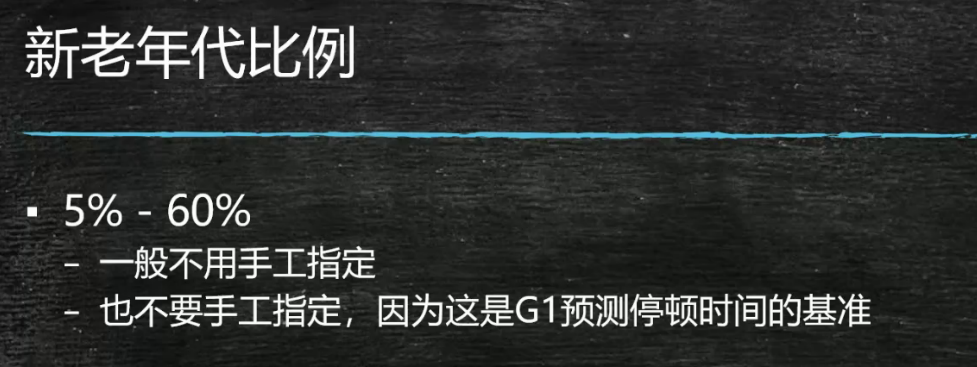 新老年代比例
▪ 5% - 60%
– 一般不用手工指定
– 也不要手工指定，因为这是G1预测停顿时间的基准